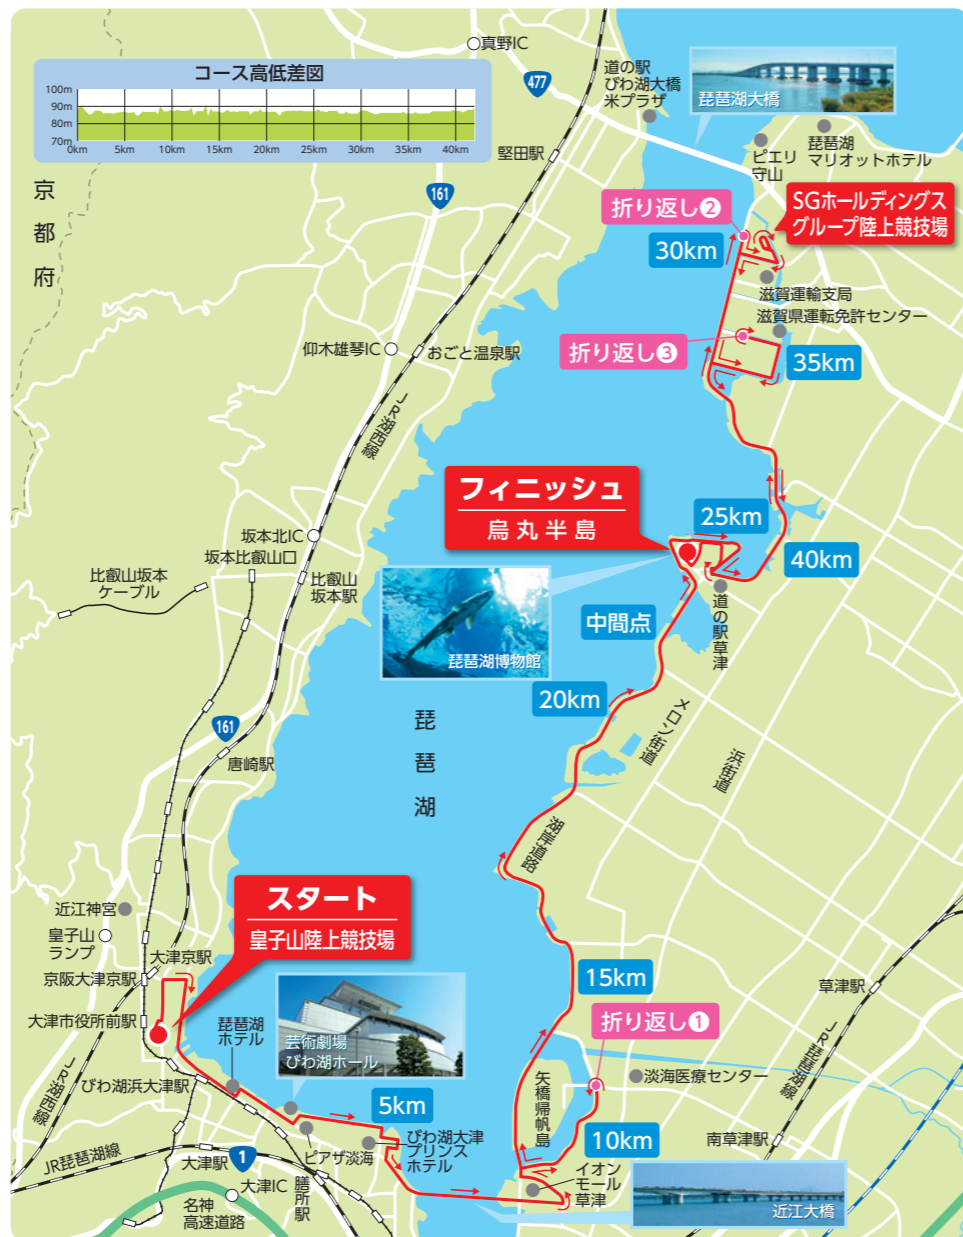 コース高低差図
100m
90m
80m
70m
0km 5km 10km 15km 20km 25km 30km 35km 40km
真野IC
477
道の駅
びわ湖大橋
米プラザ
琵琶湖大橋
堅田駅
ピエリ
守山
琵琶湖
マリオットホテル
京都府
161
折り返し❷
SGホールディングス
グループ陸上競技場
30km
滋賀運輸支局
滋賀県運転免許センター
仰木雄琴IC
おごと温泉駅
折り返し❸
35km
JR湖西線
フィニッシュ
烏丸半島
25km
坂本北IC
坂本比叡山口
比叡山坂本
ケーブル
比叡山
坂本駅
40km
中間点
道の駅草津
琵琶湖博物館
20km
メロン街道
浜街道
161
唐崎駅
琵琶湖
湖岸道路
スタート
皇子山陸上競技場
近江神宮
皇子山
ランプ
大津京駅
京阪大津京駅
15km
草津駅
大津市役所前駅
琵琶湖
ホテル
芸術劇場
びわ湖ホール
折り返し❶
JR琵琶湖線
びわ湖浜大津駅
矢橋帰帆島
淡海医療センター
JR湖西線
5km
10km
南草津駅
JR琵琶湖線
大津駅
1
ピアザ淡海
びわ湖大津
プリンス
ホテル
イオン
モール
草津
大津IC
膳所駅
名神
高速道路
近江大橋